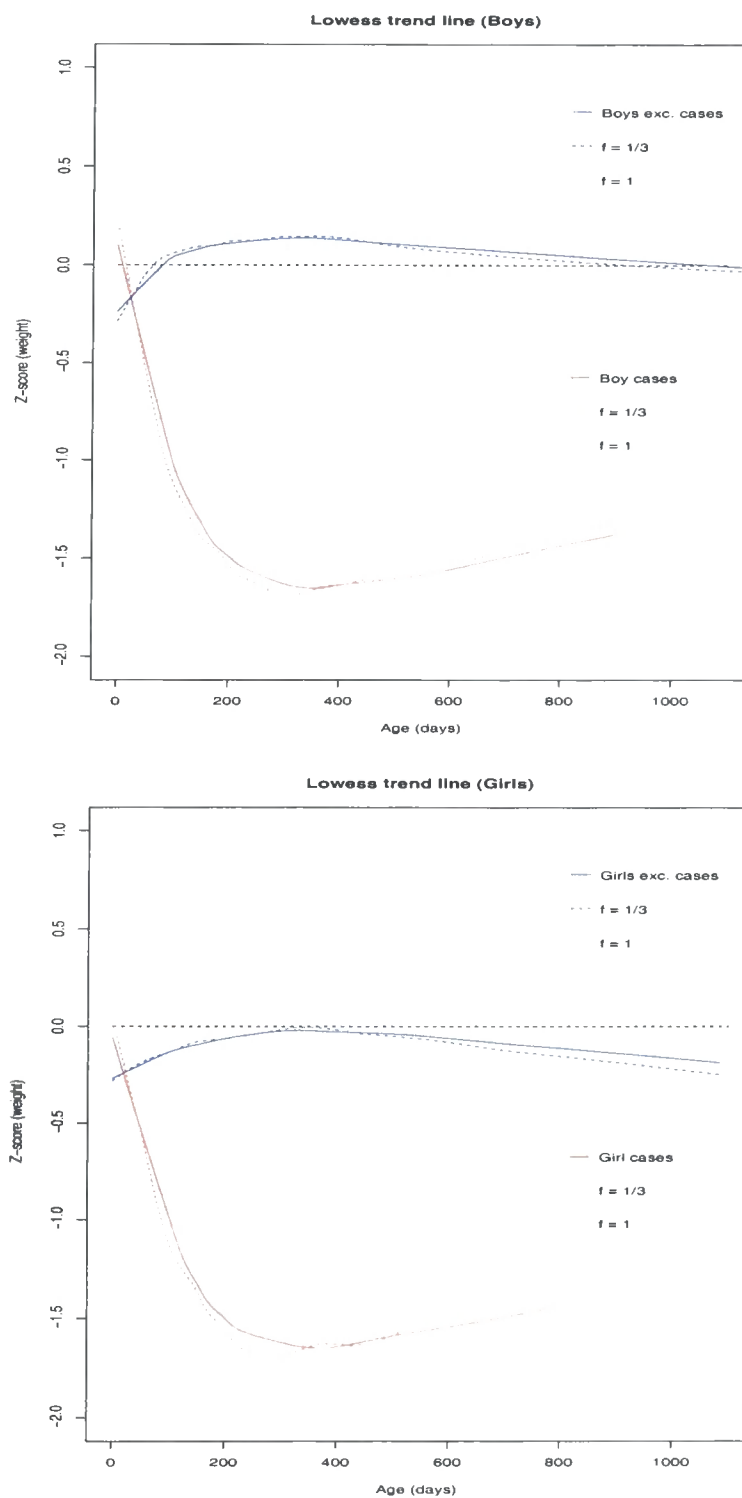 Lowess trend line (Boys)
1.0
0.5
0.0
-0.5
-1.0
-1.5
-2.0
Z-score (weight)
Boys exc. cases
f = 1/3
f = 1
Boy cases
f = 1/3
f = 1
0 200 400 600 800 1000
Age (days)
Lowess trend line (Girls)
1.0
0.5
0.0
-0.5
-1.0
-1.5
-2.0
Z-score (weight)
Girls exc. cases
f = 1/3
f = 1
Girl cases
f = 1/3
f = 1
0 200 400 600 800 1000
Age (days)